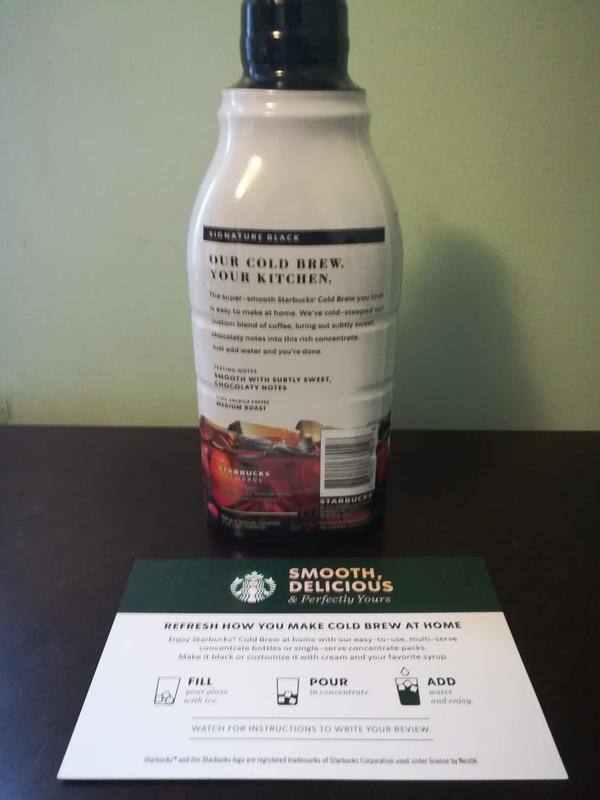 SIGNATURE BLACK
OUR COLD BREW.
YOUR KITCHEN.
The super-smooth Starbucks® Cold Brew you love
is easy to make at home. We've cold-steeped our
custom blend of coffee, luring out subtly sweet,
chocolaty notes into this rich concentrate.
Just add water and you're done.
TASTING NOTES
SMOOTH WITH SUBTLY SWEET,
CHOCOLATY NOTES
100% ARABICA COFFEE
MEDIUM ROAST
STARBUCKS
STARBUCKS
SMOOTH,
DELICIOUS
& Perfectly Yours
REFRESH HOW YOU MAKE COLD BREW AT HOME
Enjoy Starbucks® Cold Brew at home with our easy-to-use, multi-serve
concentrate bottles or single-serve concentrate packs.
Make it black or customize it with cream and your favorite syrup.
FILL
your glass
with ice.
POUR
in concentrate.
ADD
water
and enjoy.
WATCH FOR INSTRUCTIONS TO WRITE YOUR REVIEW.
Starbucks® and the Starbucks logo are registered trademarks of Starbucks Corporation used under license by Nestlé.